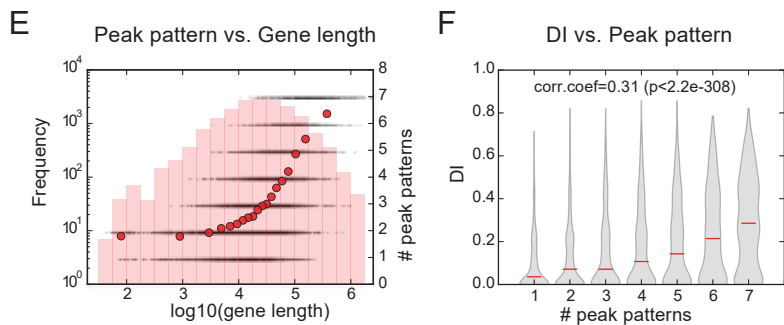 E
Peak pattern vs. Gene length
Frequency
10^4
10^3
10^2
10^1
10^0
8
7
6
5
4
3
2
1
0
# peak patterns
2 3 4 5 6
log10(gene length)
F
DI vs. Peak pattern
corr.coef=0.31 (p<2.2e-308)
DI
1.0
0.8
0.6
0.4
0.2
0.0
1 2 3 4 5 6 7
# peak patterns